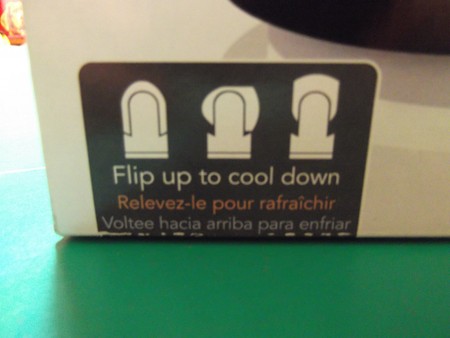 Flip up to cool down
Relevez-le pour rafraîchir
Voltee hacia arriba para enfriar